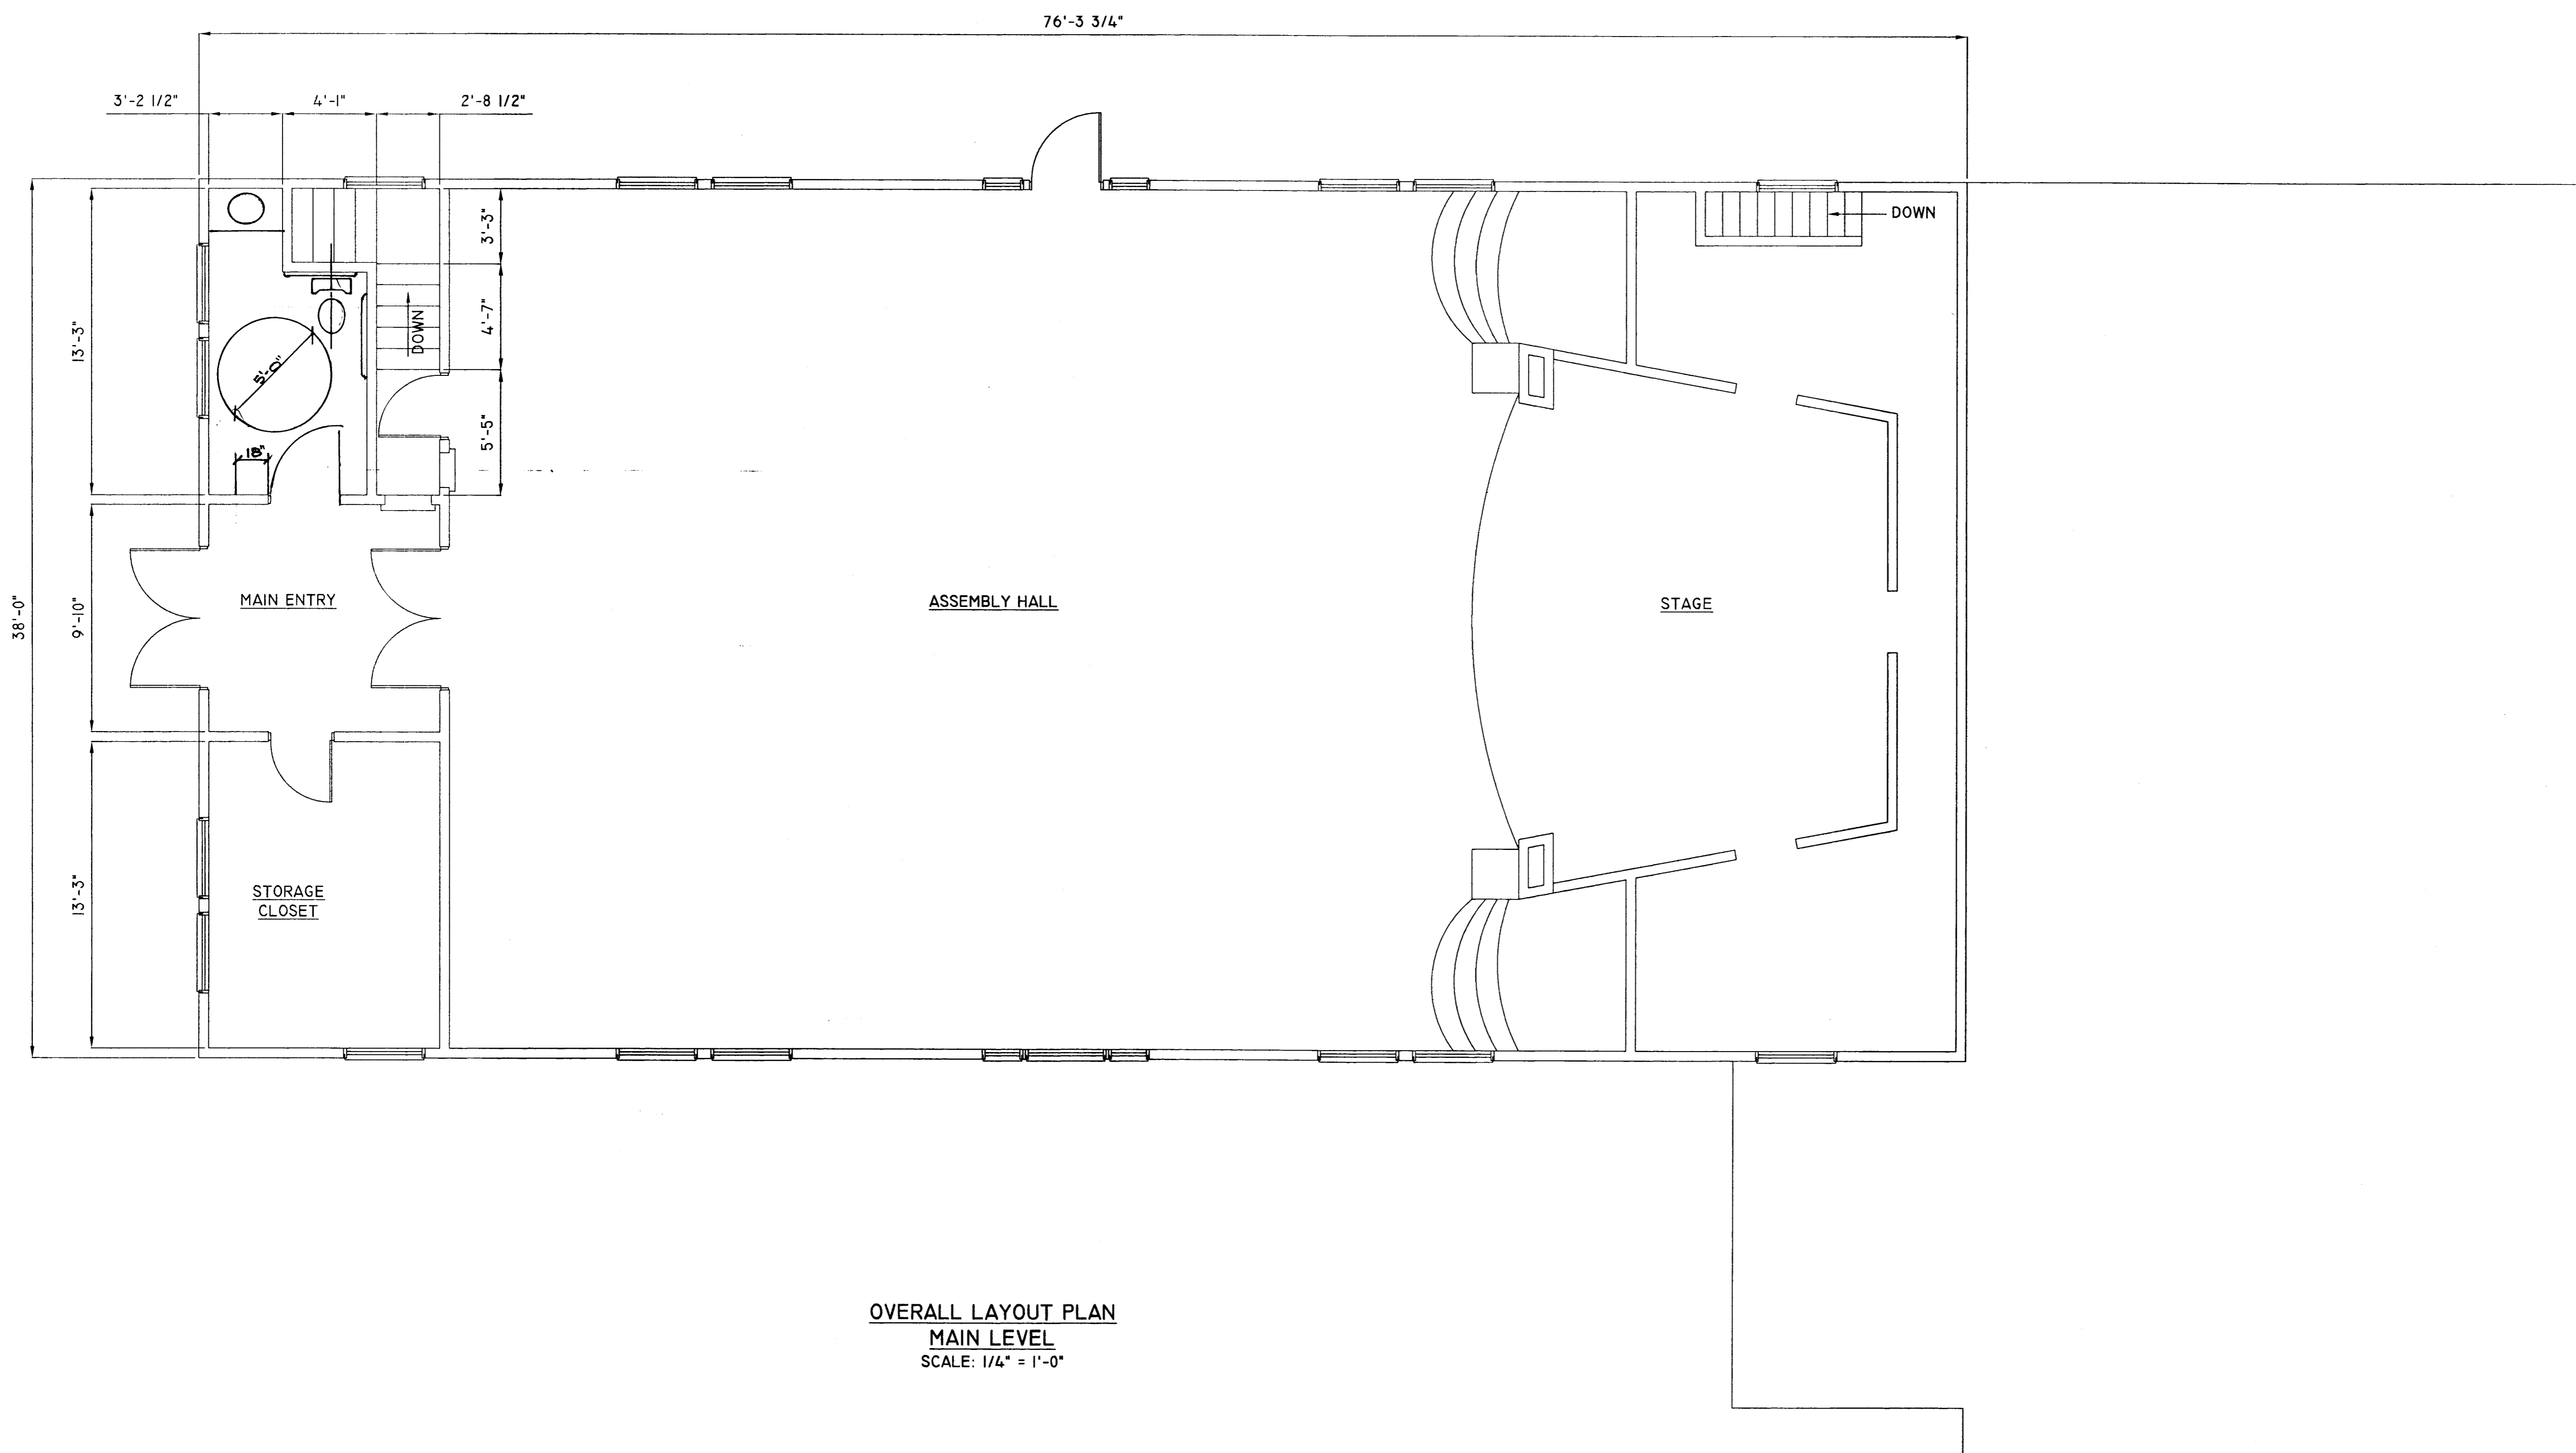 76'-3 3/4"
3'-2 1/2"
4'-1"
2'-8 1/2"
3'-3"
DOWN
4'-7"
DOWN
13'-3"
5'-0"
5'-5"
18"
MAIN ENTRY
ASSEMBLY HALL
STAGE
38'-0"
9'-10"
13'-3"
STORAGE
CLOSET
OVERALL LAYOUT PLAN
MAIN LEVEL
SCALE: 1/4" = 1'-0"